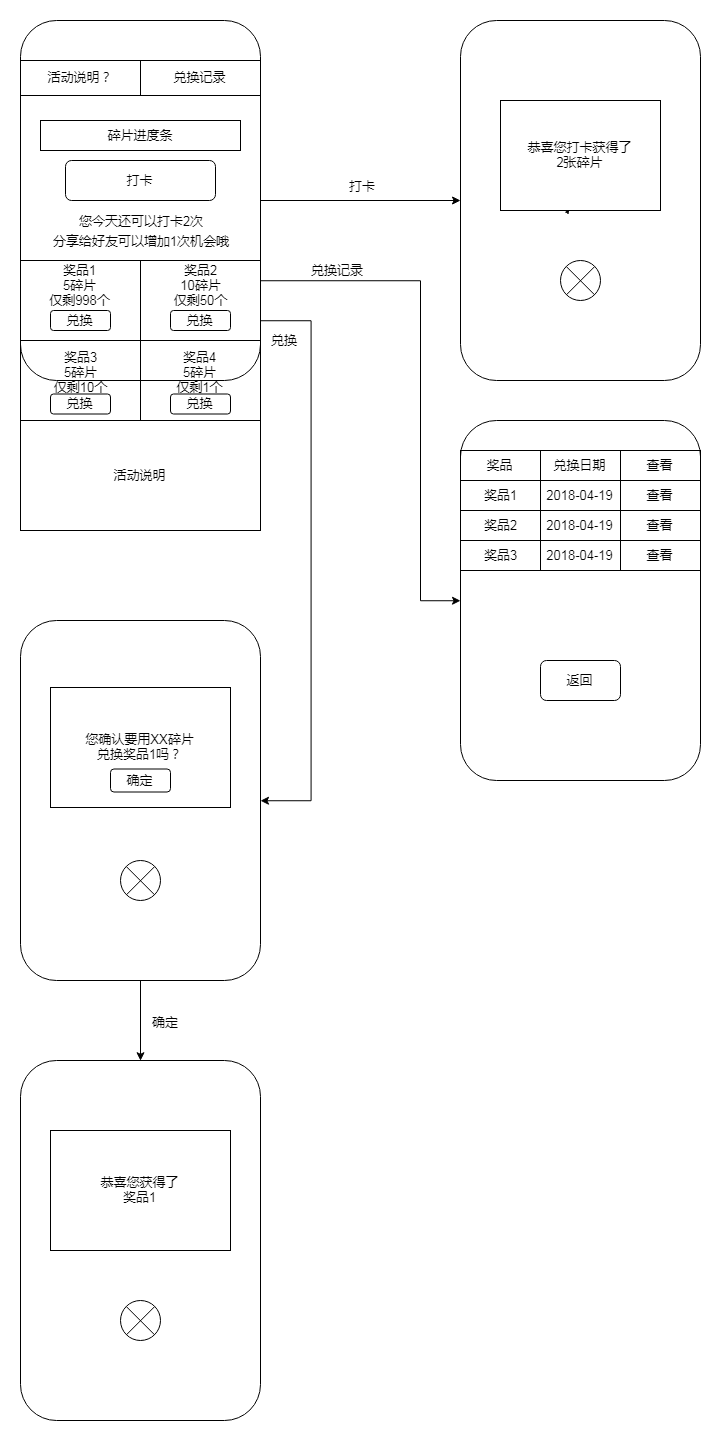 活动说明？
兑换记录
碎片进度条
打卡
您今天还可以打卡2次
分享给好友可以增加1次机会哦
奖品1
5碎片
仅剩998个
兑换
奖品2
10碎片
仅剩50个
兑换
奖品3
5碎片
仅剩10个
兑换
奖品4
5碎片
仅剩1个
兑换
活动说明
打卡
兑换记录
兑换
恭喜您打卡获得了
2张碎片
奖品 兑换日期 查看
奖品1 2018-04-19 查看
奖品2 2018-04-19 查看
奖品3 2018-04-19 查看
返回
您确认要用XX碎片
兑换奖品1吗？
确定
确定
恭喜您获得了
奖品1